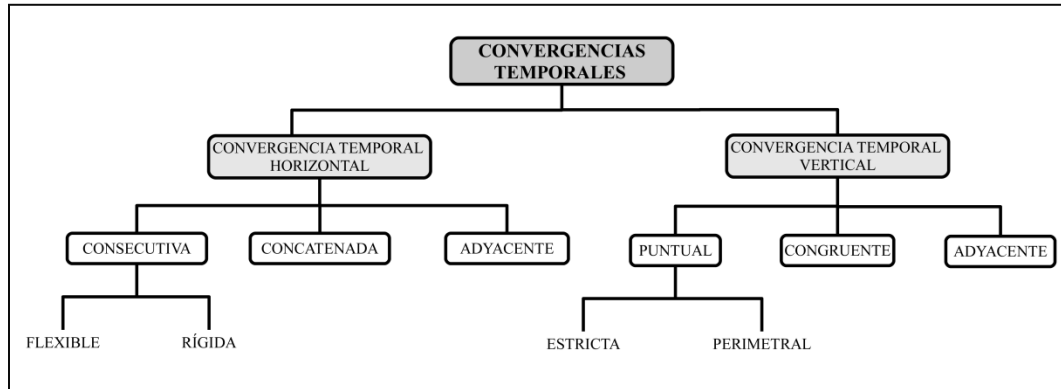 CONVERGENCIAS
TEMPORALES
CONVERGENCIA TEMPORAL
HORIZONTAL
CONVERGENCIA TEMPORAL
VERTICAL
CONSECUTIVA
CONCATENADA
ADYACENTE
PUNTUAL
CONGRUENTE
ADYACENTE
FLEXIBLE
RÍGIDA
ESTRICTA
PERIMETRAL